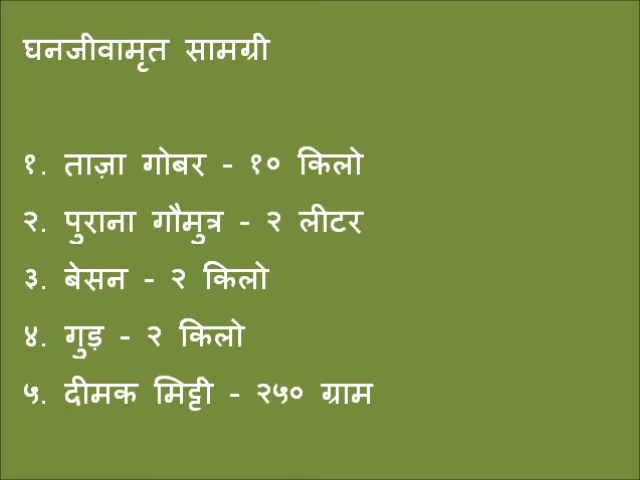 घनजीवामृत सामग्री
१. ताज़ा गोबर - १० किलो
२. पुराना गौमुत्र - २ लीटर
३. बेसन - २ किलो
४. गुड़ - २ किलो
५. दीमक मिट्टी - २५० ग्राम